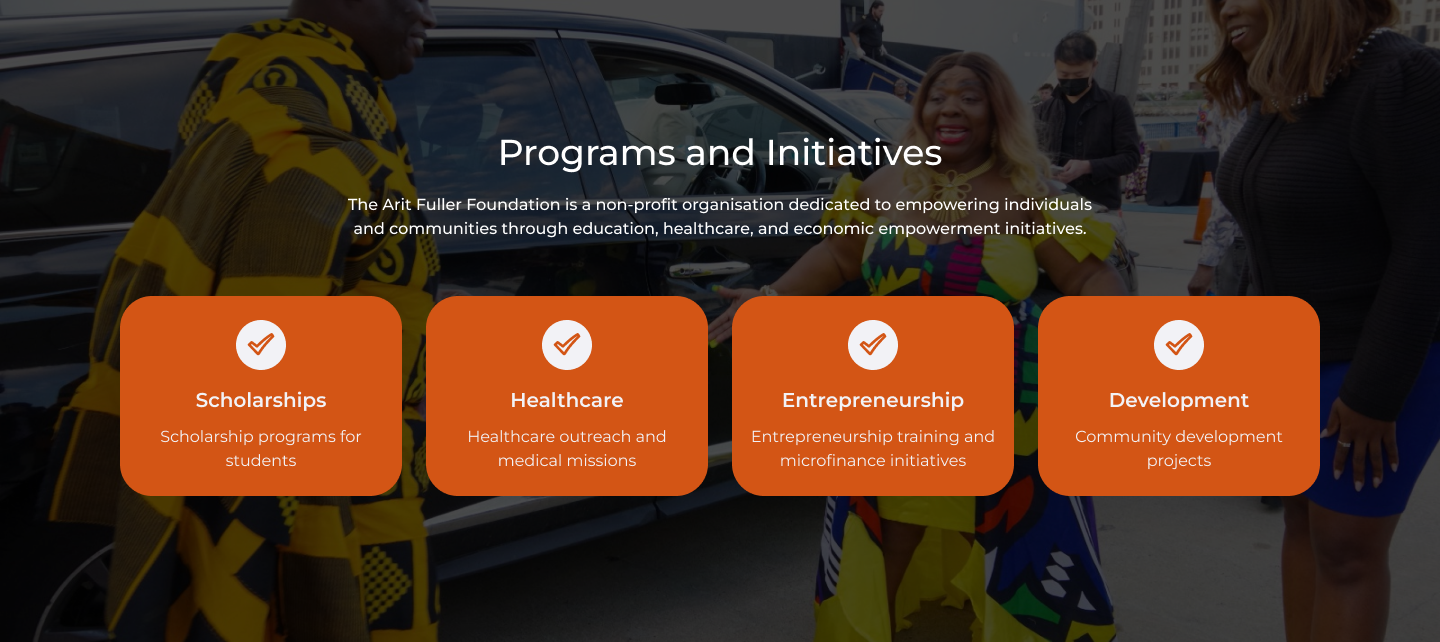 Programs and Initiatives
The Arit Fuller Foundation is a non-profit organisation dedicated to empowering individuals
and communities through education, healthcare, and economic empowerment initiatives.
Scholarships
Scholarship programs for
students
Healthcare
Healthcare outreach and
medical missions
Entrepreneurship
Entrepreneurship training and
microfinance initiatives
Development
Community development
projects